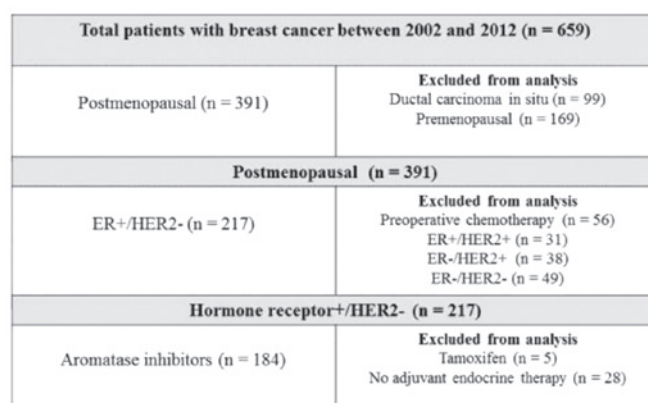 Total patients with breast cancer between 2002 and 2012 (n = 659)
Postmenopausal (n = 391)
Excluded from analysis
Ductal carcinoma in situ (n = 99)
Premenopausal (n = 169)
Postmenopausal (n = 391)
ER+/HER2- (n = 217)
Excluded from analysis
Preoperative chemotherapy (n = 56)
ER+/HER2+ (n = 31)
ER-/HER2+ (n = 38)
ER-/HER2- (n = 49)
Hormone receptor+/HER2- (n = 217)
Aromatase inhibitors (n = 184)
Excluded from analysis
Tamoxifen (n = 5)
No adjuvant endocrine therapy (n = 28)